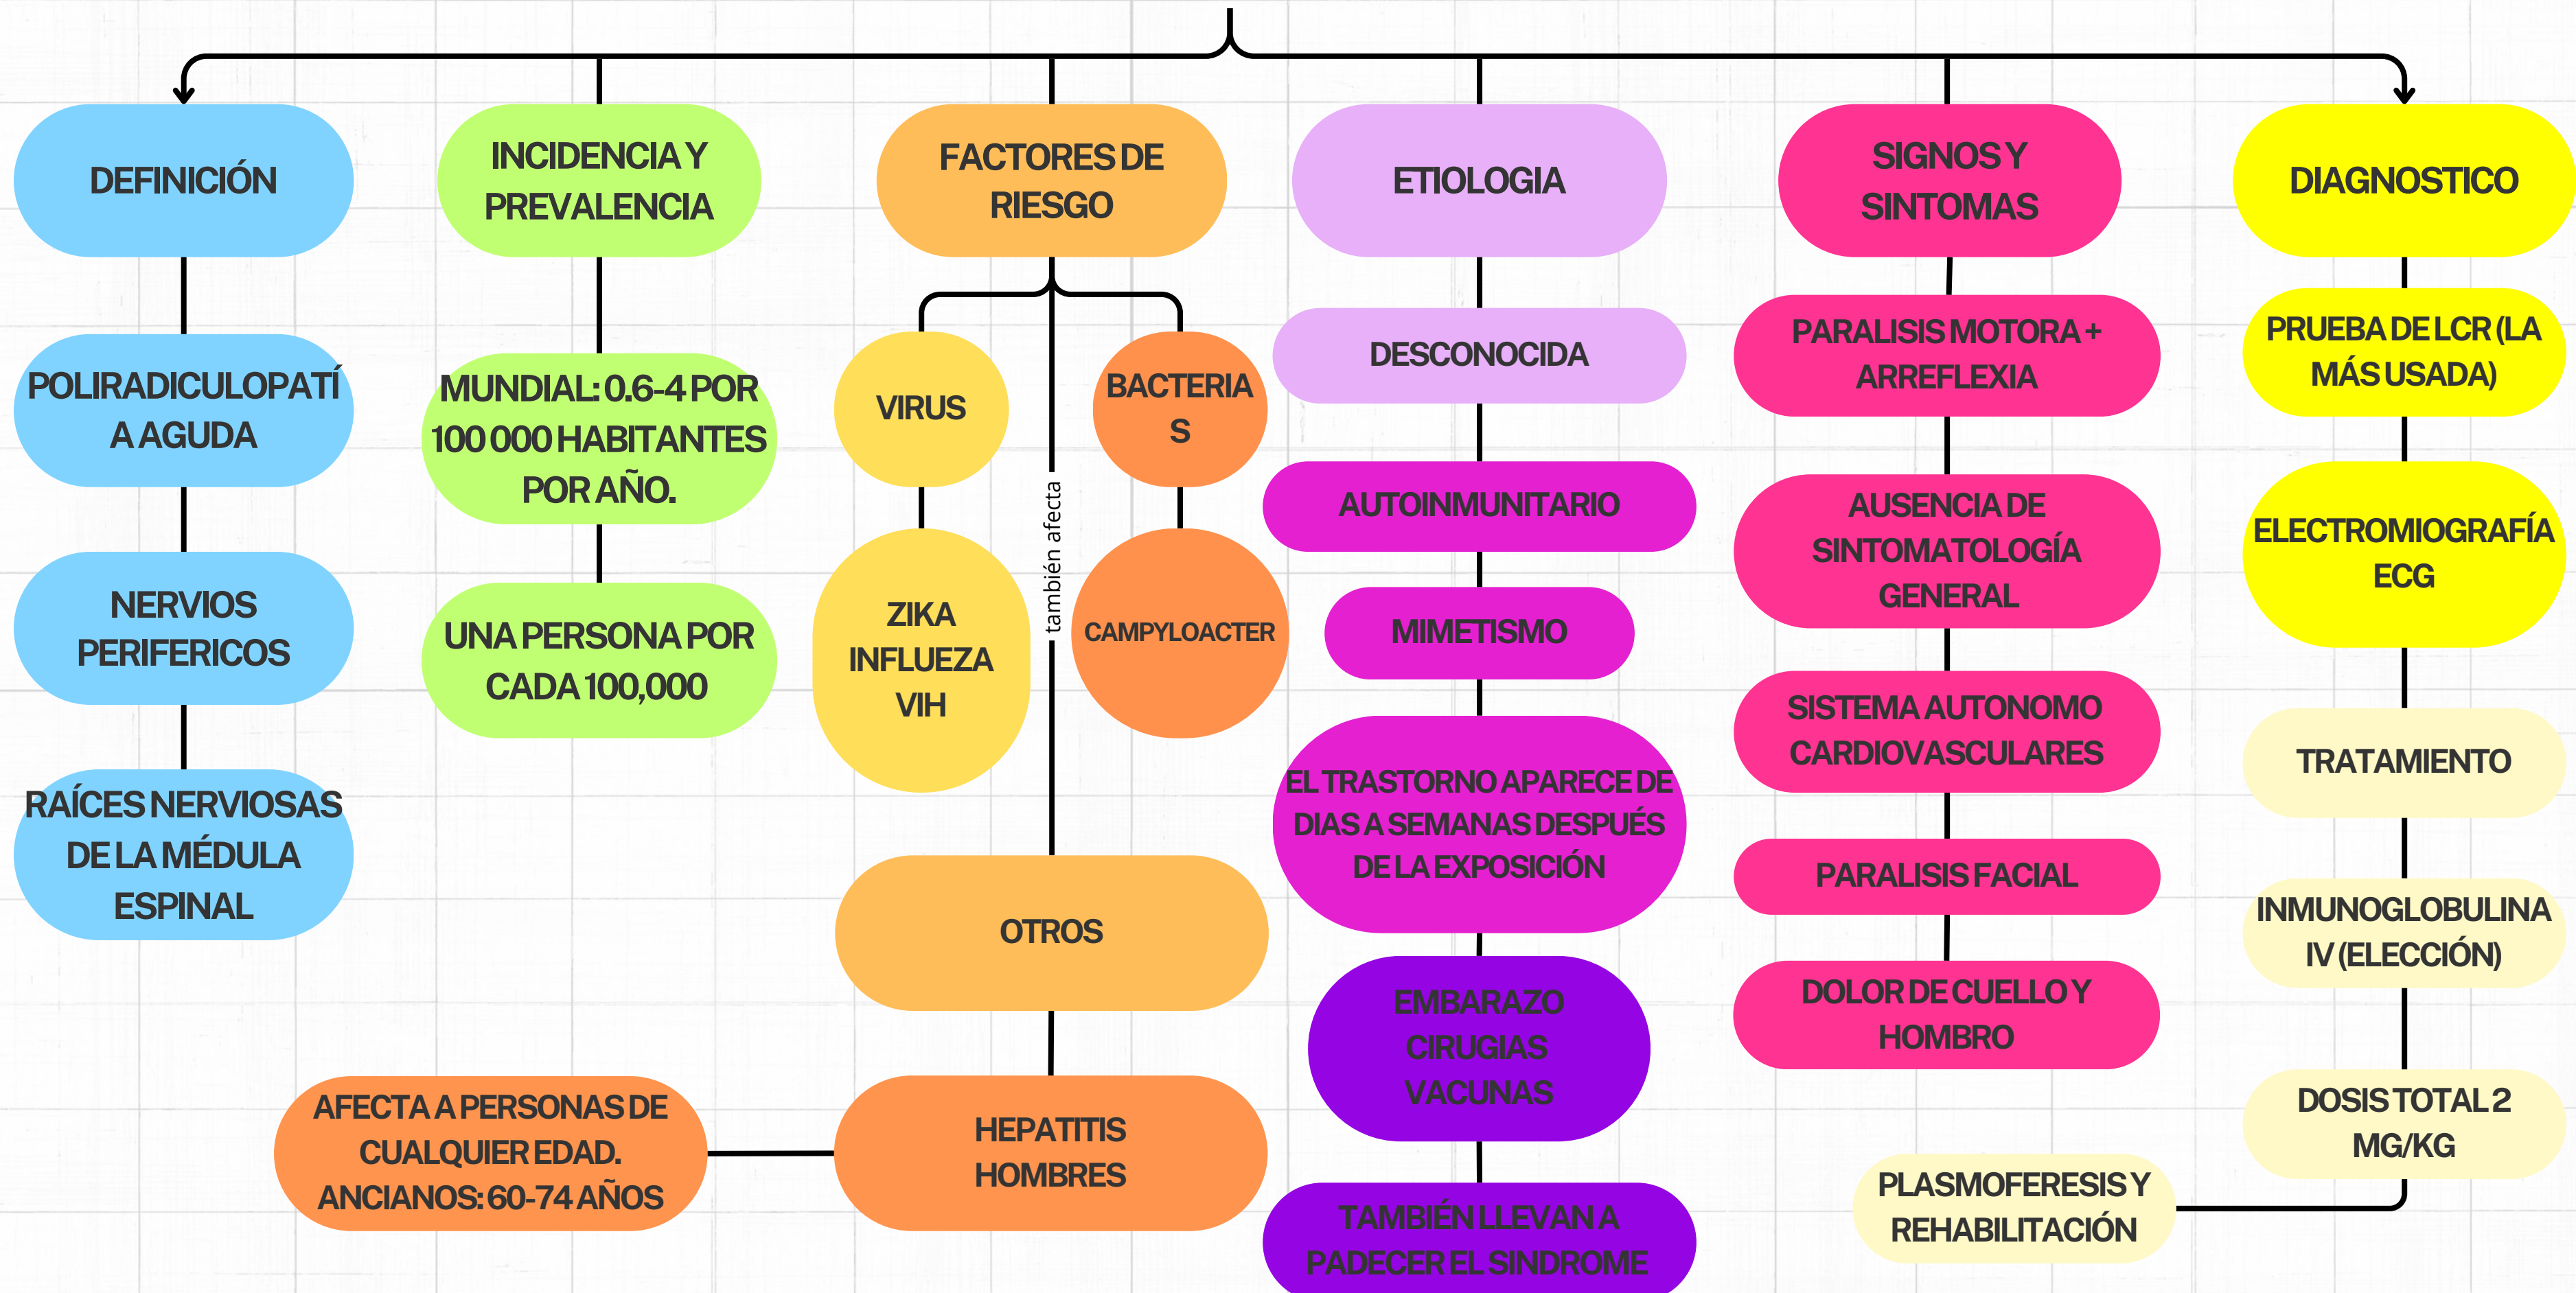 DEFINICIÓN
POLIRADICULOPATÍ
A AGUDA
NERVIOS
PERIFERICOS
RAÍCES NERVIOSAS
DE LA MÉDULA
ESPINAL
INCIDENCIA Y
PREVALENCIA
MUNDIAL: 0.6-4 POR
100 000 HABITANTES
POR AÑO.
UNA PERSONA POR
CADA 100,000
FACTORES DE
RIESGO
VIRUS
ZIKA
INFLUEZA
VIH
también afecta
BACTERIA
S
CAMPYLOACTER
OTROS
HEPATITIS
HOMBRES
AFECTA A PERSONAS DE
CUALQUIER EDAD.
ANCIANOS: 60-74 AÑOS
ETIOLOGIA
DESCONOCIDA
AUTOINMUNITARIO
MIMETISMO
EL TRASTORNO APARECE DE
DIAS A SEMANAS DESPUÉS
DE LA EXPOSICIÓN
EMBARAZO
CIRUGIAS
VACUNAS
TAMBIÉN LLEVAN A
PADECER EL SINDROME
SIGNOS Y
SINTOMAS
PARALISIS MOTORA +
ARREFLEXIA
AUSENCIA DE
SINTOMATOLOGÍA
GENERAL
SISTEMA AUTONOMO
CARDIOVASCULARES
PARALISIS FACIAL
DOLOR DE CUELLO Y
HOMBRO
DIAGNOSTICO
PRUEBA DE LCR (LA
MÁS USADA)
ELECTROMIOGRAFÍA
ECG
TRATAMIENTO
INMUNOGLOBULINA
IV (ELECCIÓN)
DOSIS TOTAL 2
MG/KG
PLASMOFERESIS Y
REHABILITACIÓN